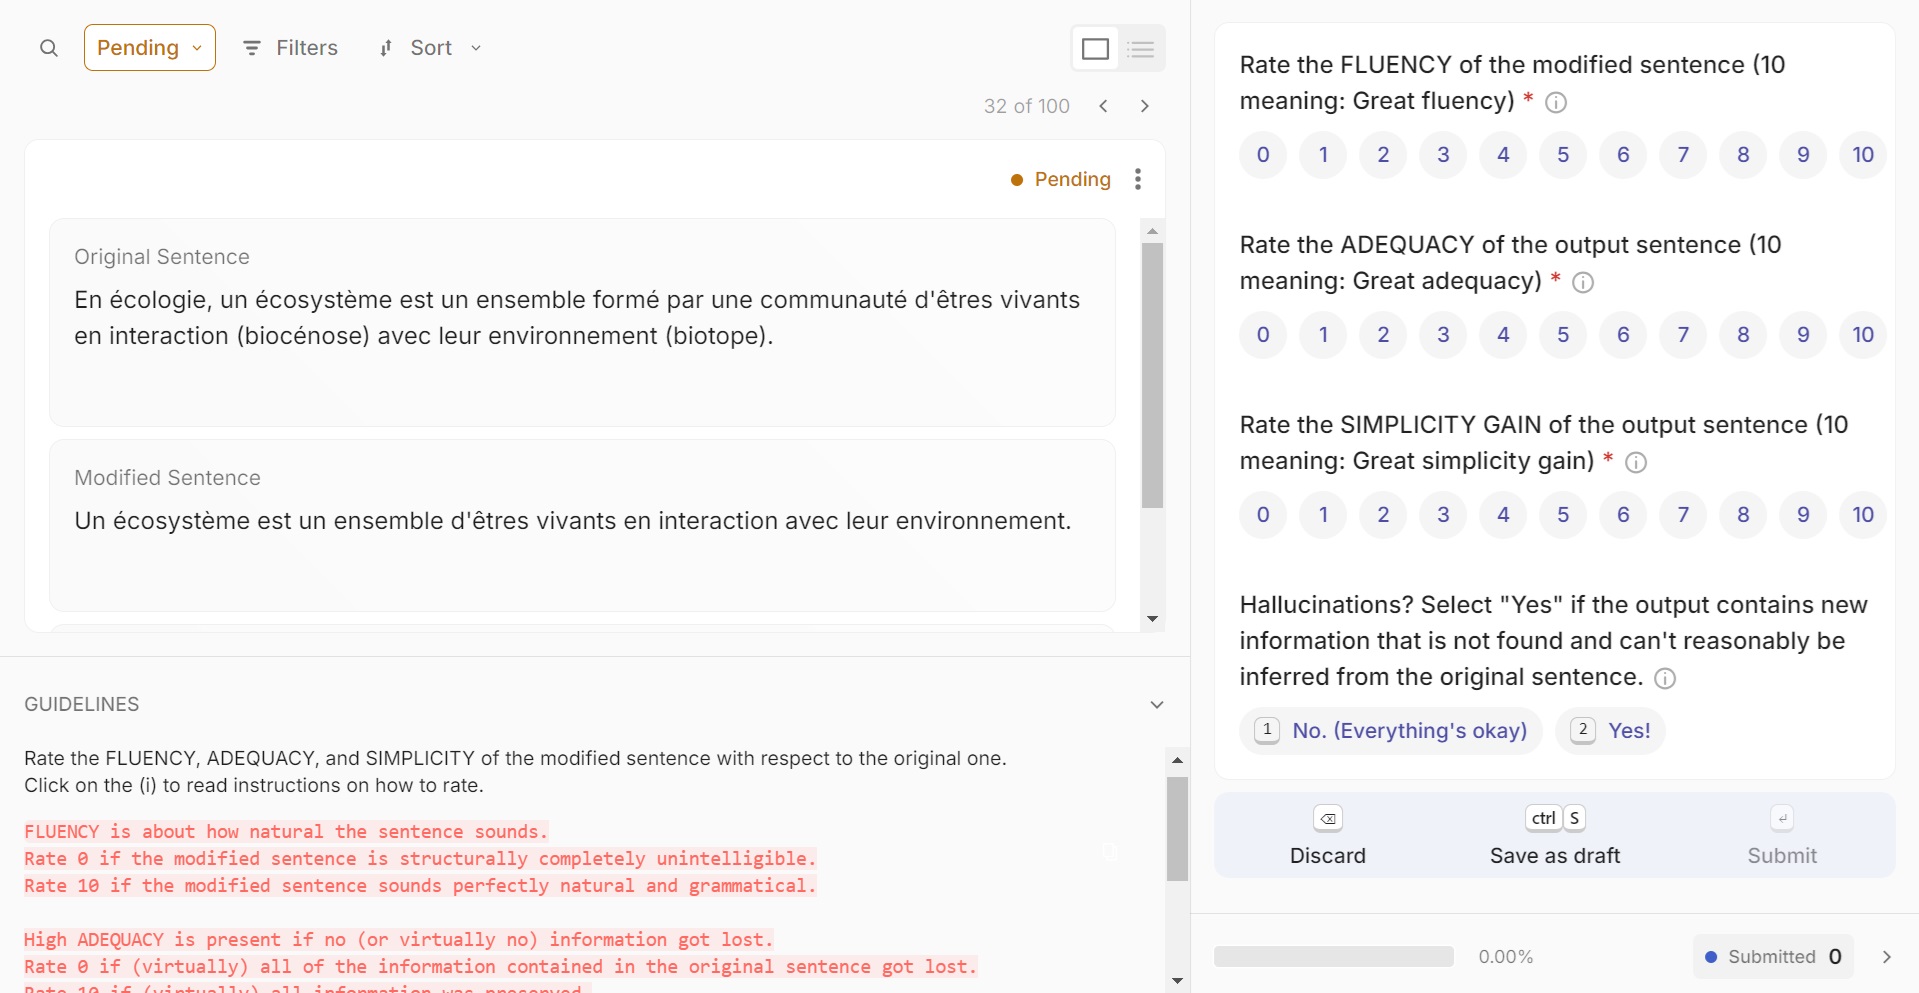 Pending
Filters
Sort
32 of 100
Pending
Original Sentence
En écologie, un écosystème est un ensemble formé par une communauté d'êtres vivants
en interaction (biocénose) avec leur environnement (biotope).
Modified Sentence
Un écosystème est un ensemble d'êtres vivants en interaction avec leur environnement.
GUIDELINES
Rate the FLUENCY, ADEQUACY, and SIMPLICITY of the modified sentence with respect to the original one.
Click on the (i) to read instructions on how to rate.
FLUENCY is about how natural the sentence sounds.
Rate 0 if the modified sentence is structurally completely unintelligible.
Rate 10 if the modified sentence sounds perfectly natural and grammatical.
High ADEQUACY is present if no (or virtually no) information got lost.
Rate 0 if (virtually) all of the information contained in the original sentence got lost.
Rate 10 if (virtually) all information was preserved.
Rate the FLUENCY of the modified sentence (10
meaning: Great fluency) *
0 1 2 3 4 5 6 7 8 9 10
Rate the ADEQUACY of the output sentence (10
meaning: Great adequacy) *
0 1 2 3 4 5 6 7 8 9 10
Rate the SIMPLICITY GAIN of the output sentence (10
meaning: Great simplicity gain) *
0 1 2 3 4 5 6 7 8 9 10
Hallucinations? Select "Yes" if the output contains new
information that is not found and can't reasonably be
inferred from the original sentence.
1 No. (Everything's okay) 2 Yes!
ctrl S
Discard Save as draft Submit
0.00% Submitted 0